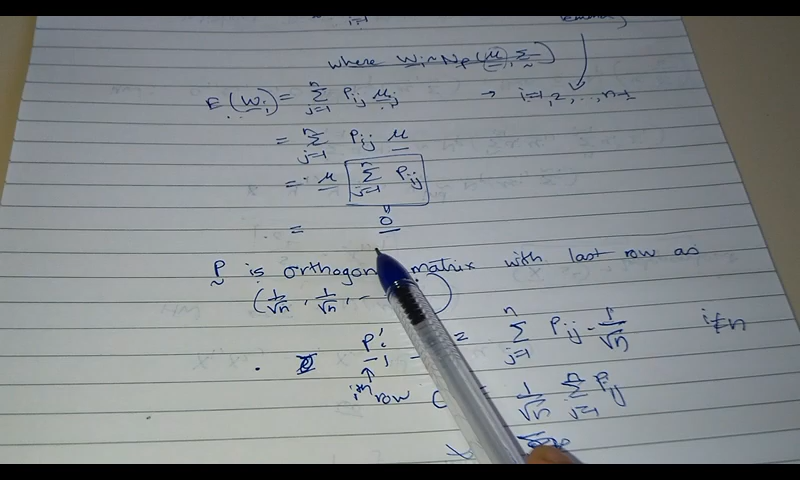 i=1
where W_i ~ N_p (μ, Σ)
E (W_i) = Σ_{j=1}^{n} P_ij μ_j → i=1, 2, ..., n-1
= Σ_{j=1}^{n} P_ij μ
= μ Σ_{j=1}^{n} P_ij
= 0
P is orthogonal matrix with last row as
(1/√n, 1/√n, -
P'_i = Σ_{j=1}^{n} P_ij - 1/√n i≠n
ith row 1/√n Σ_{j=1}^{n} P_ij